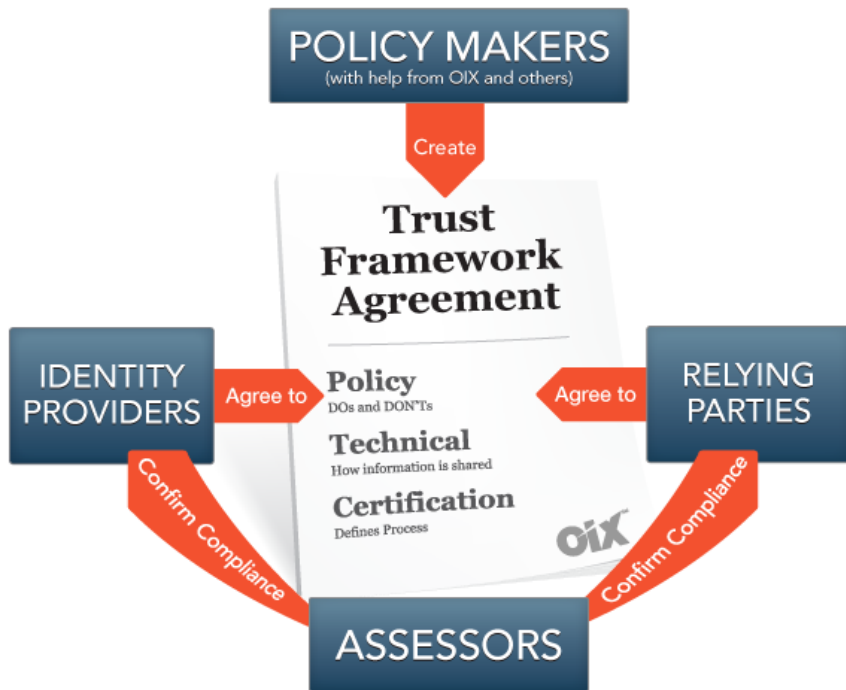 POLICY MAKERS
(with help from OIX and others)
Create
Trust
Framework
Agreement
IDENTITY
PROVIDERS
Agree to
Policy
DOs and DON'Ts
Technical
How information is shared
Certification
Defines Process
OIX™
Agree to
RELYING
PARTIES
Confirm Compliance
Confirm Compliance
ASSESSORS